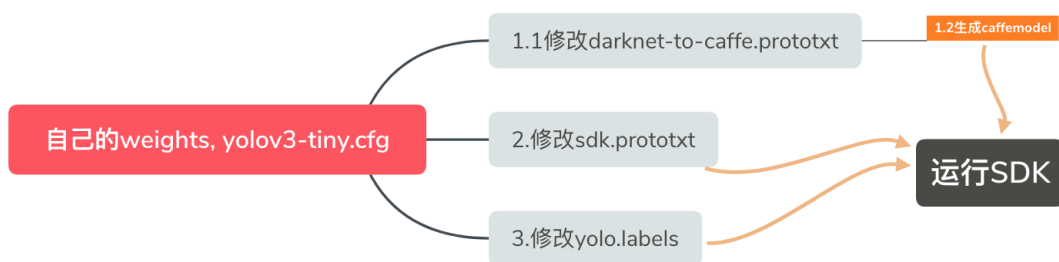 1.1修改darknet-to-caffe.prototxt
1.2生成caffemodel
自己的weights, yolov3-tiny.cfg
2.修改sdk.prototxt
运行SDK
3.修改yolo.labels